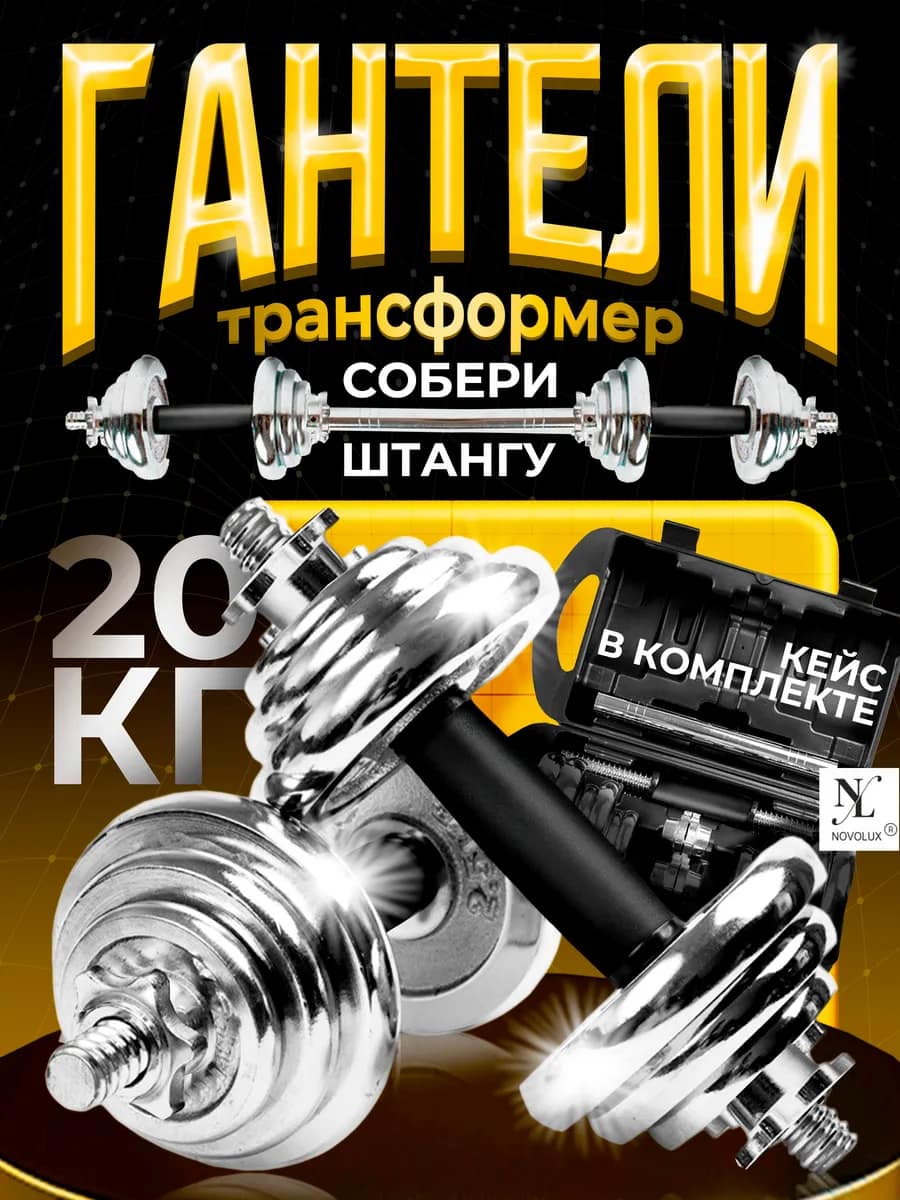 ГАНТЕЛИ
трансформер
СОБЕРИ
ШТАНГУ
20
КГ
КЕЙС
В КОМПЛЕКТЕ
NL
NOVOLUX ®